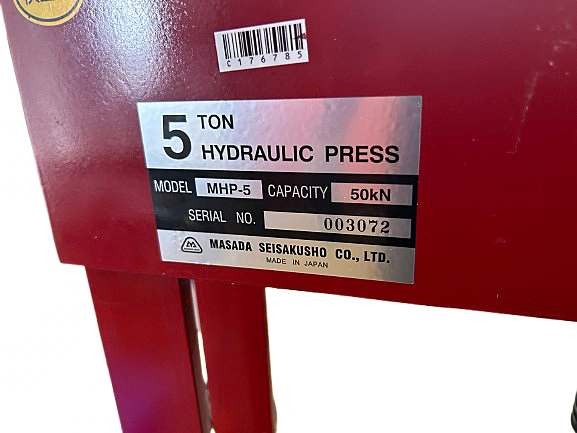 C176785
5 TON
HYDRAULIC PRESS
MODEL MHP-5 CAPACITY 50kN
SERIAL NO. 003072
MASADA SEISAKUSHO CO., LTD.
MADE IN JAPAN